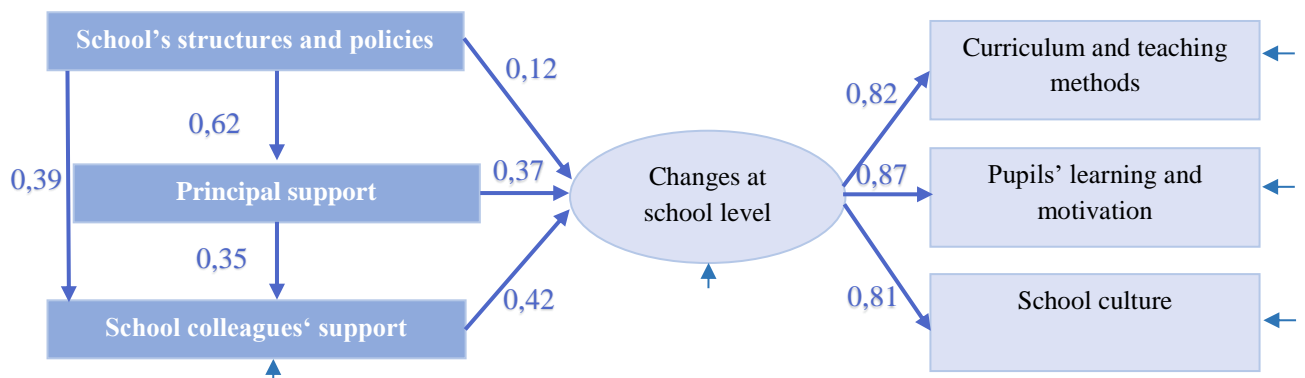 School's structures and policies
0,12
0,62
0,39
Principal support
0,37
0,35
School colleagues‘ support
0,42
Changes at
school level
0,82
0,87
0,81
Curriculum and teaching
methods
Pupils’ learning and
motivation
School culture